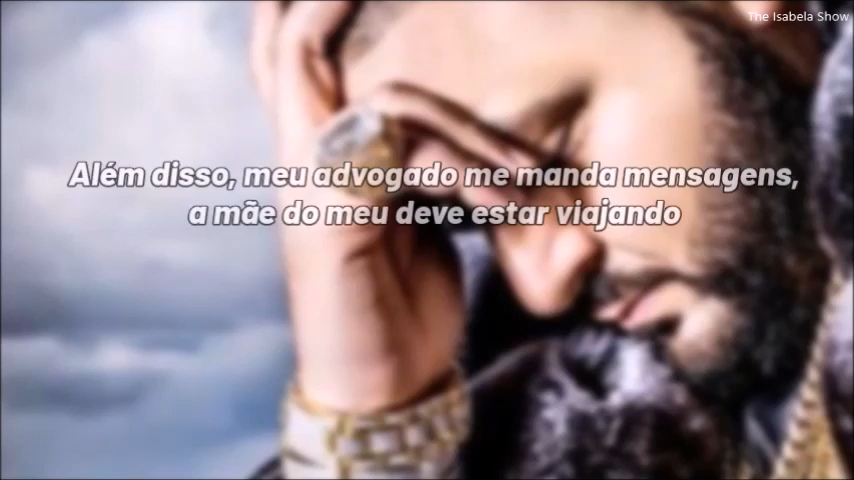 The Isabela Show
Além disso, meu advogado me manda mensagens,
a mãe do meu deve estar viajando